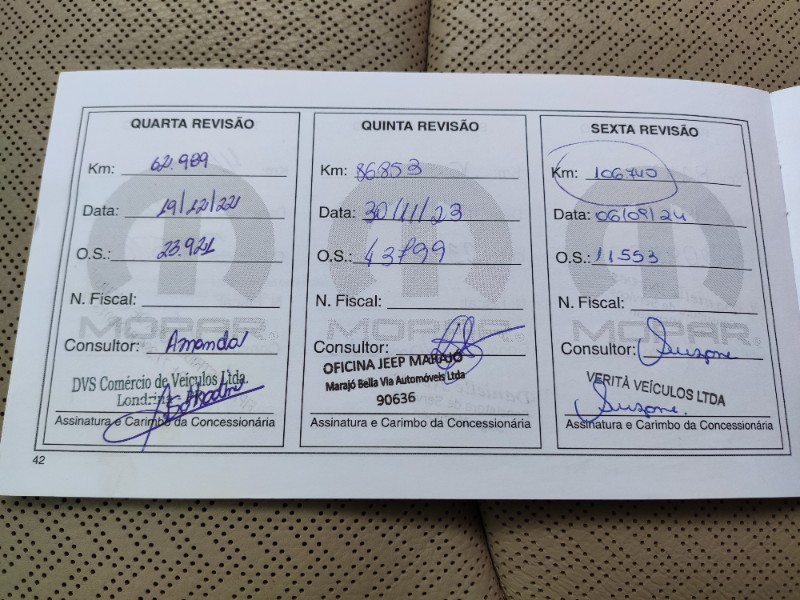 QUARTA REVISÃO
Km: 62.989
Data: 19/12/22
O.S.: 23.921
N. Fiscal:
MOPAR
Consultor: Amanda
DVS Comércio de Veículos Ltda.
Londrina
Assinatura e Carimbo da Concessionária
QUINTA REVISÃO
Km: 86853
Data: 30/11/23
O.S.: 43799
N. Fiscal:
MOPAR
Consultor:
OFICINA JEEP MARAJÓ
Marajó Bella Via Automóveis Ltda
90636
Assinatura e Carimbo da Concessionária
SEXTA REVISÃO
Km: 106740
Data: 06/09/24
O.S.: 11553
N. Fiscal:
MOPAR
Consultor: Suzane
VERITÀ VEÍCULOS LTDA
Suzane.
Assinatura e Carimbo da Concessionária
42